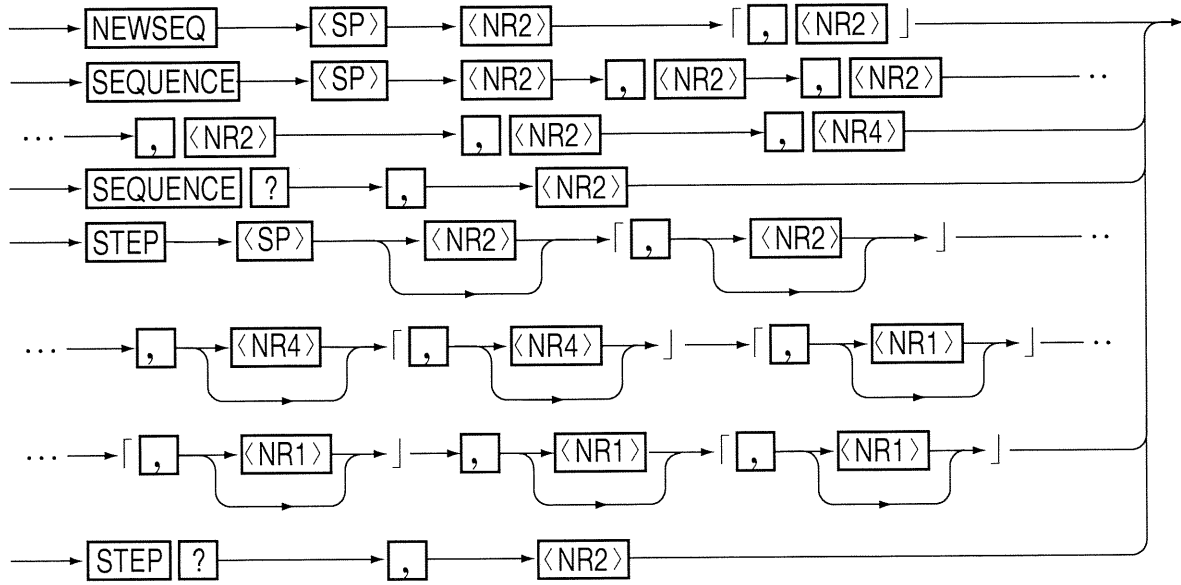 NEWSEQ 〈SP〉 〈NR2〉 「 , 〈NR2〉 」
SEQUENCE 〈SP〉 〈NR2〉 , 〈NR2〉 , 〈NR2〉 ··
··· , 〈NR2〉 , 〈NR2〉 , 〈NR4〉
SEQUENCE ? , 〈NR2〉
STEP 〈SP〉 〈NR2〉 「 , 〈NR2〉 」 ··
··· , 〈NR4〉 「 , 〈NR4〉 」 「 , 〈NR1〉 」 ··
··· 「 , 〈NR1〉 」 , 〈NR1〉 「 , 〈NR1〉 」
STEP ? , 〈NR2〉